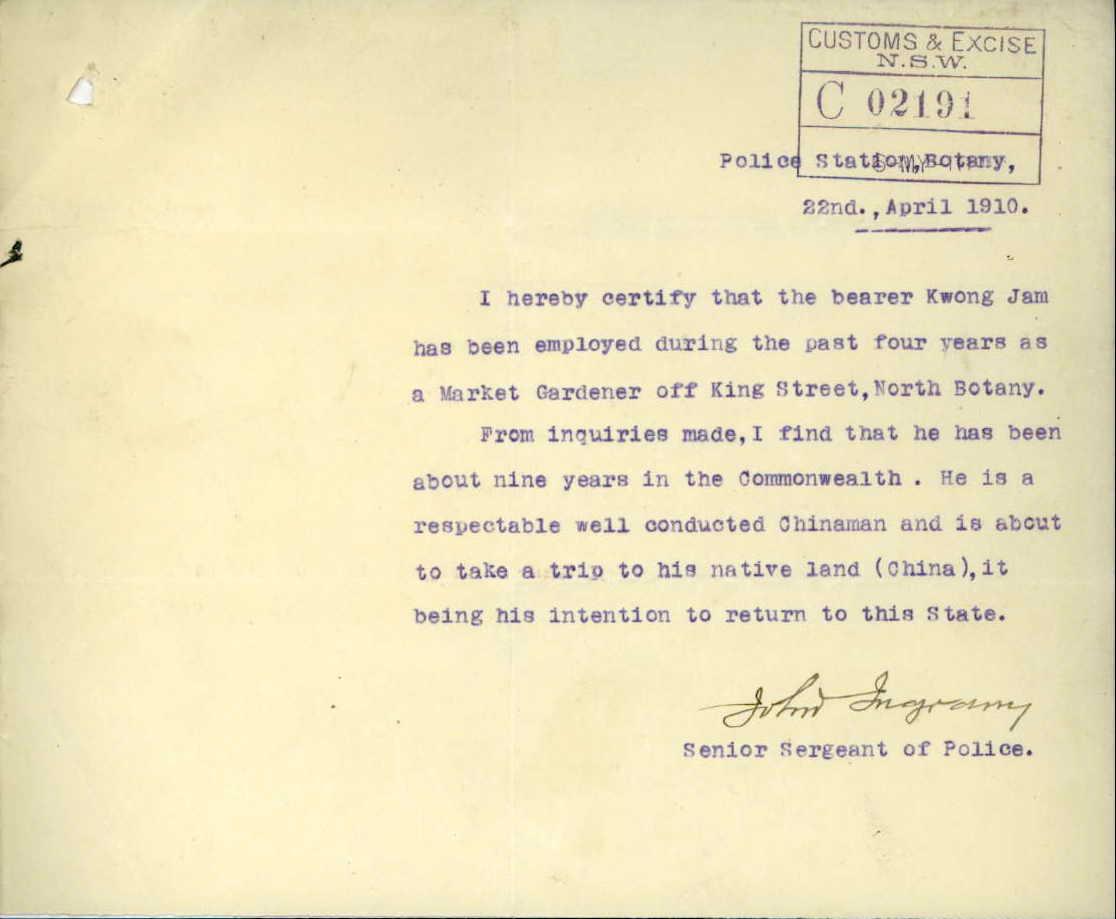 CUSTOMS & EXCISE
N.S.W.
C 02191
Police Station, Botany,
22nd., April 1910.
I hereby certify that the bearer Kwong Jam
has been employed during the past four years as
a Market Gardener off King Street, North Botany.
From inquiries made, I find that he has been
about nine years in the Commonwealth . He is a
respectable well conducted Chinaman and is about
to take a trip to his native land (China), it
being his intention to return to this State.
John Ingram
Senior Sergeant of Police.